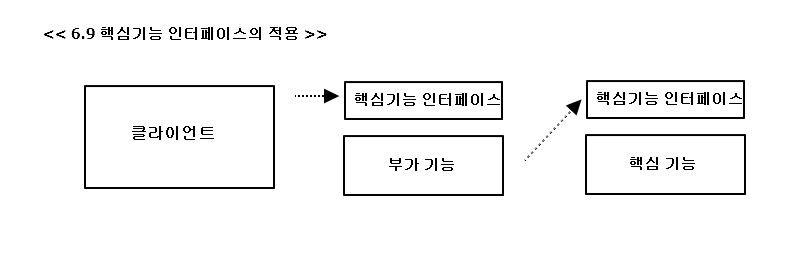 << 6.9 핵심기능 인터페이스의 적용 >>
클라이언트
핵심기능 인터페이스
부가 기능
핵심기능 인터페이스
핵심 기능